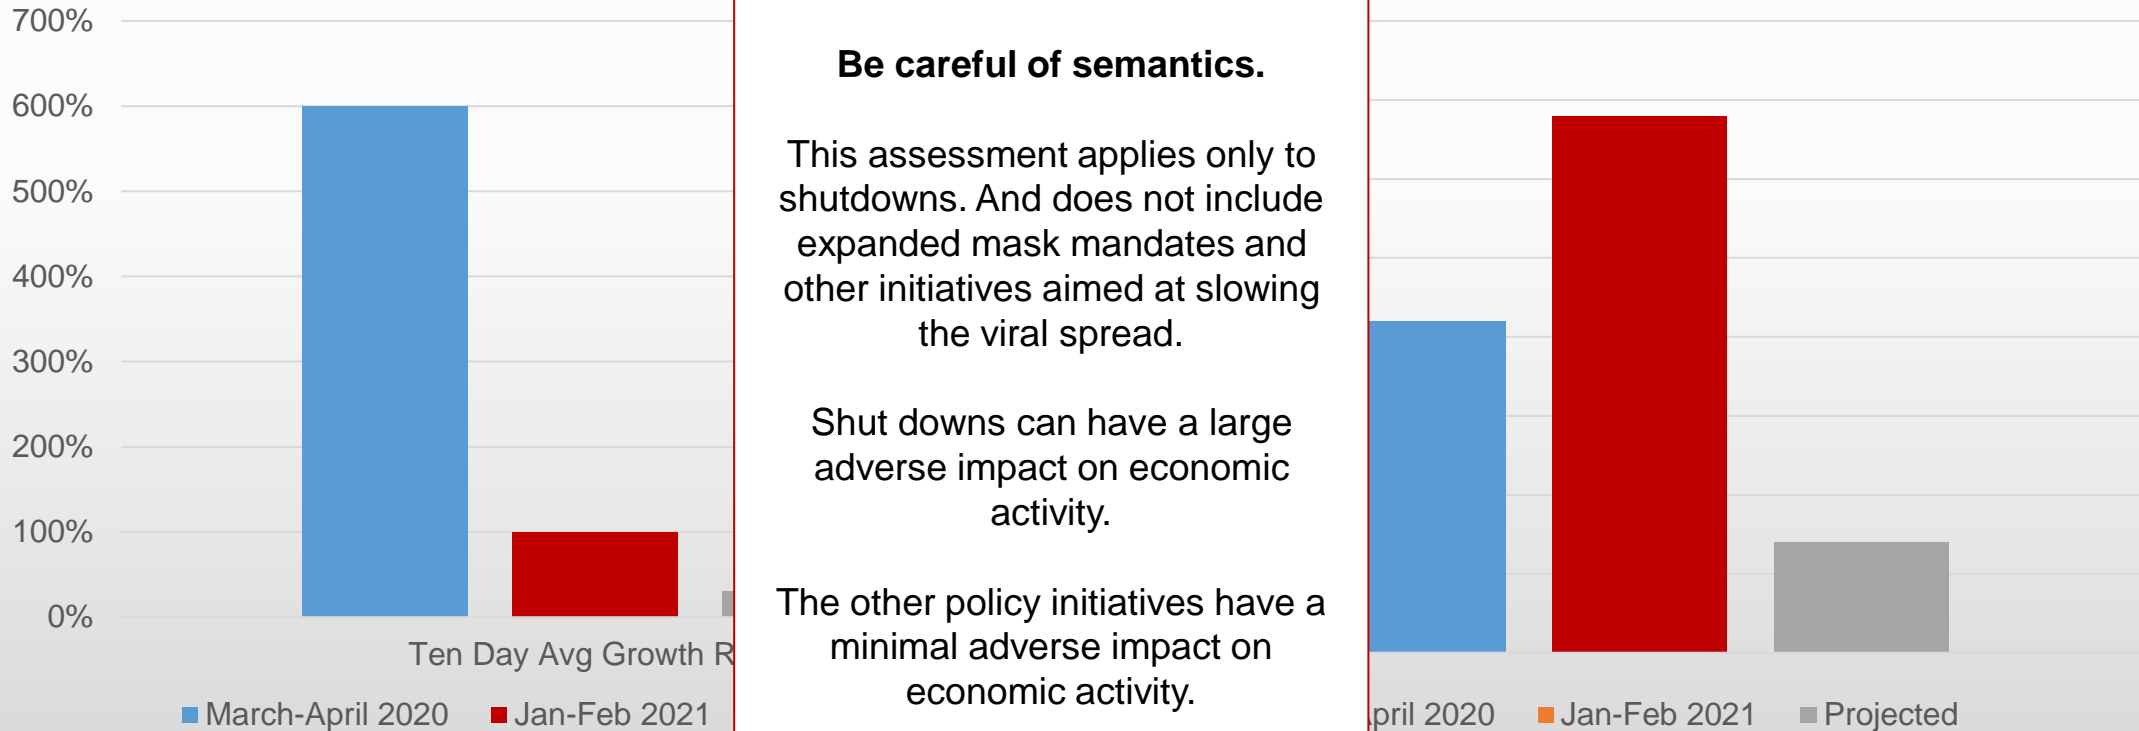 700%
600%
500%
400%
300%
200%
100%
0%
Ten Day Avg Growth R
March-April 2020 Jan-Feb 2021
Be careful of semantics.
This assessment applies only to
shutdowns. And does not include
expanded mask mandates and
other initiatives aimed at slowing
the viral spread.
Shut downs can have a large
adverse impact on economic
activity.
The other policy initiatives have a
minimal adverse impact on
economic activity.
April 2020 Jan-Feb 2021 Projected